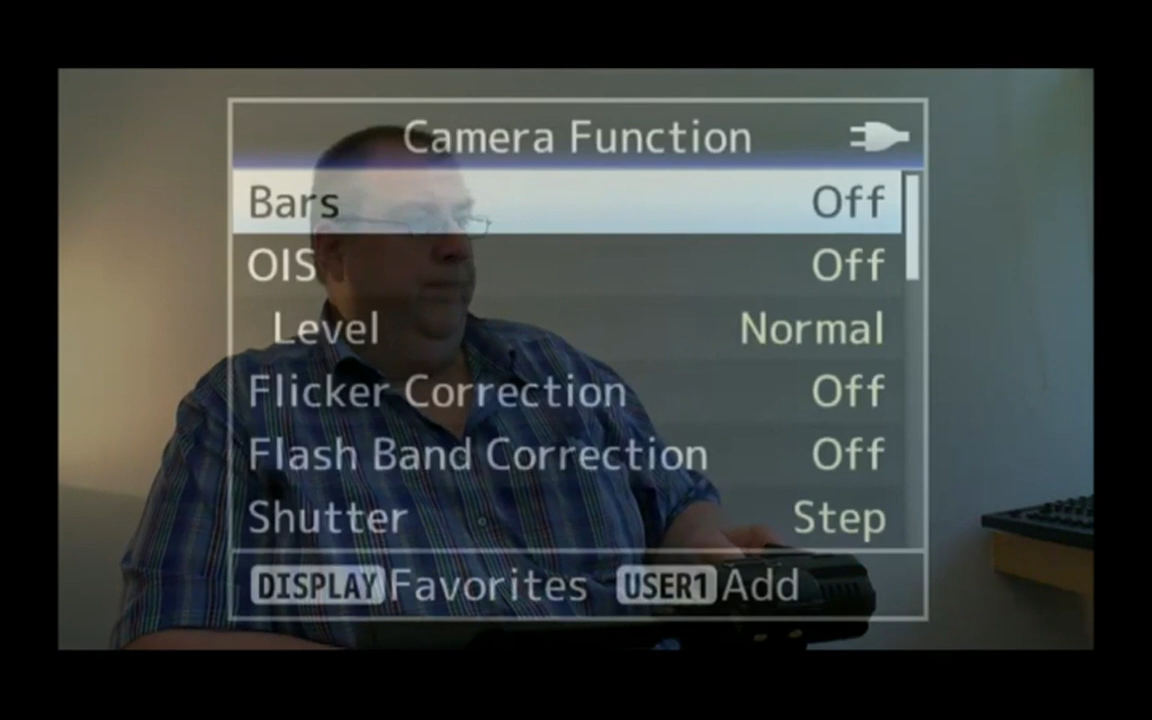 Camera Function
Bars Off
OIS Off
Level Normal
Flicker Correction Off
Flash Band Correction Off
Shutter Step
DISPLAY Favorites USER1 Add